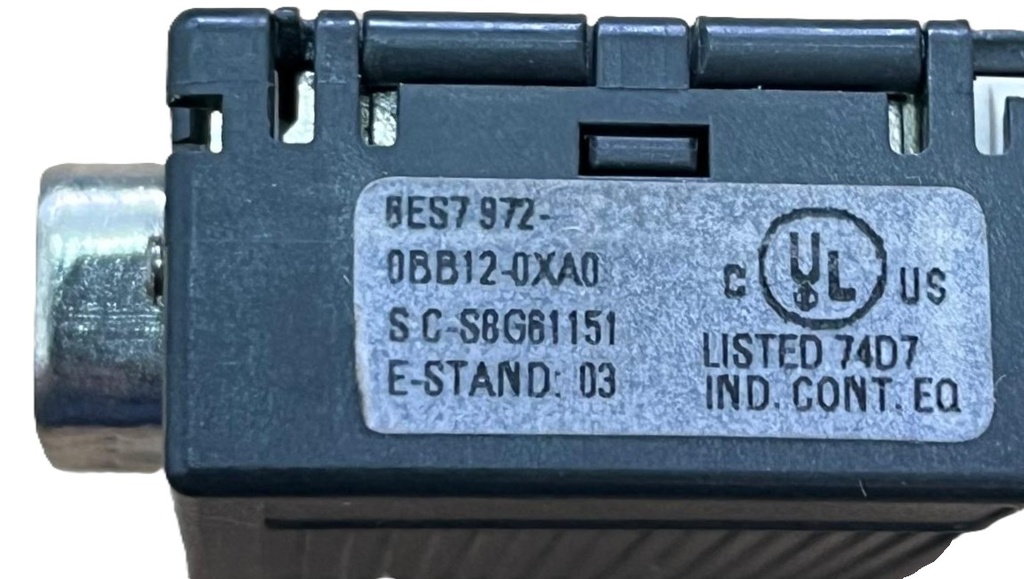 6ES7 972-
0BB12-0XA0
S C-S8G61151
E-STAND: 03
C UL US
LISTED 74D7
IND. CONT. EQ